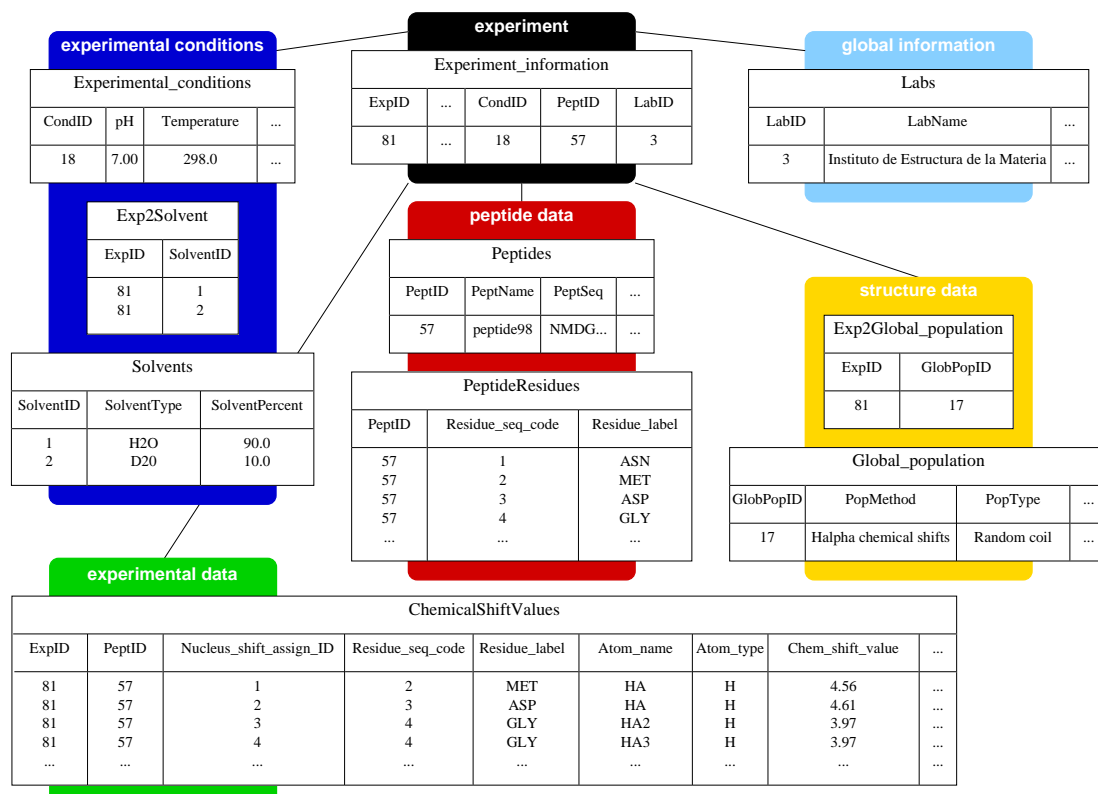 experiment
Experiment_information
ExpID ... CondID PeptID LabID
81 ... 18 57 3
experimental conditions
Experimental_conditions
CondID pH Temperature ...
18 7.00 298.0 ...
Exp2Solvent
ExpID SolventID
81 1
81 2
Solvents
SolventID SolventType SolventPercent
1 H2O 90.0
2 D20 10.0
peptide data
Peptides
PeptID PeptName PeptSeq ...
57 peptide98 NMDG... ...
PeptideResidues
PeptID Residue_seq_code Residue_label
57 1 ASN
57 2 MET
57 3 ASP
57 4 GLY
... ... ...
global information
Labs
LabID LabName ...
3 Instituto de Estructura de la Materia ...
structure data
Exp2Global_population
ExpID GlobPopID
81 17
Global_population
GlobPopID PopMethod PopType ...
17 Halpha chemical shifts Random coil ...
experimental data
ChemicalShiftValues
ExpID PeptID Nucleus_shift_assign_ID Residue_seq_code Residue_label Atom_name Atom_type Chem_shift_value ...
81 57 1 2 MET HA H 4.56 ...
81 57 2 3 ASP HA H 4.61 ...
81 57 3 4 GLY HA2 H 3.97 ...
81 57 4 4 GLY HA3 H 3.97 ...
... ... ... ... ... ... ... ... ...